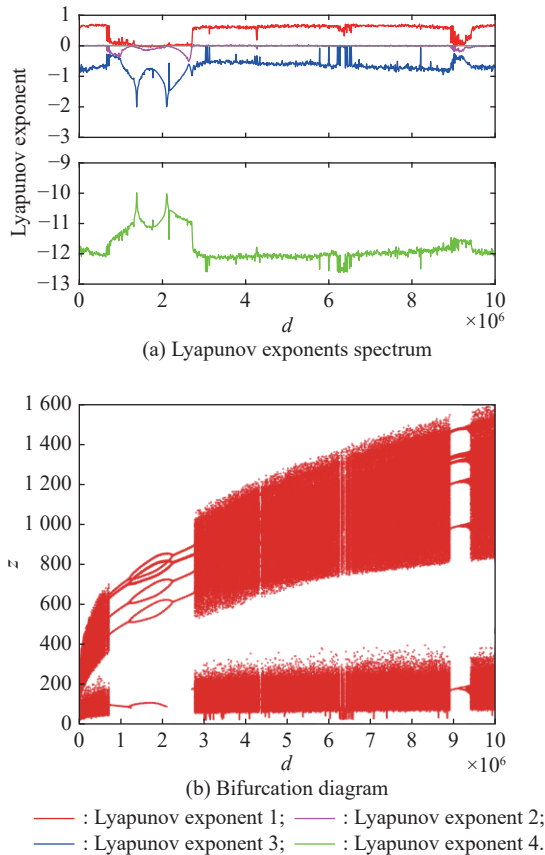 1
0
−1
−2
−3
Lyapunov exponent
−9
−10
−11
−12
−13
0 2 4 6 8 10
d ×10⁶
(a) Lyapunov exponents spectrum
1 600
1 400
1 200
1 000
z
800
600
400
200
0
0 1 2 3 4 5 6 7 8 9 10
d ×10⁶
(b) Bifurcation diagram
: Lyapunov exponent 1; : Lyapunov exponent 2;
: Lyapunov exponent 3; : Lyapunov exponent 4.